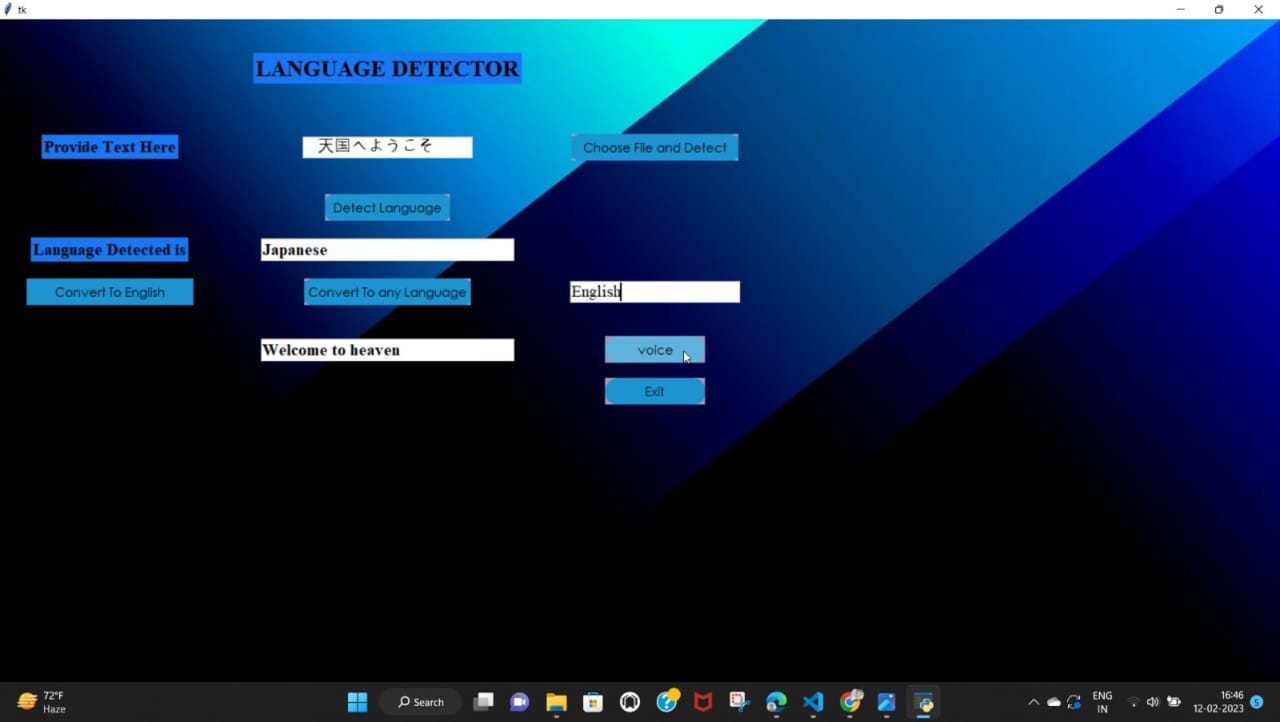 tk
LANGUAGE DETECTOR
Provide Text Here
天国へようこそ
Choose File and Detect
Detect Language
Language Detected is
Japanese
Convert To English
Convert To any Language
English
Welcome to heaven
voice
Exit
72°F
Haze
Search
ENG
IN
16:46
12-02-2023
5